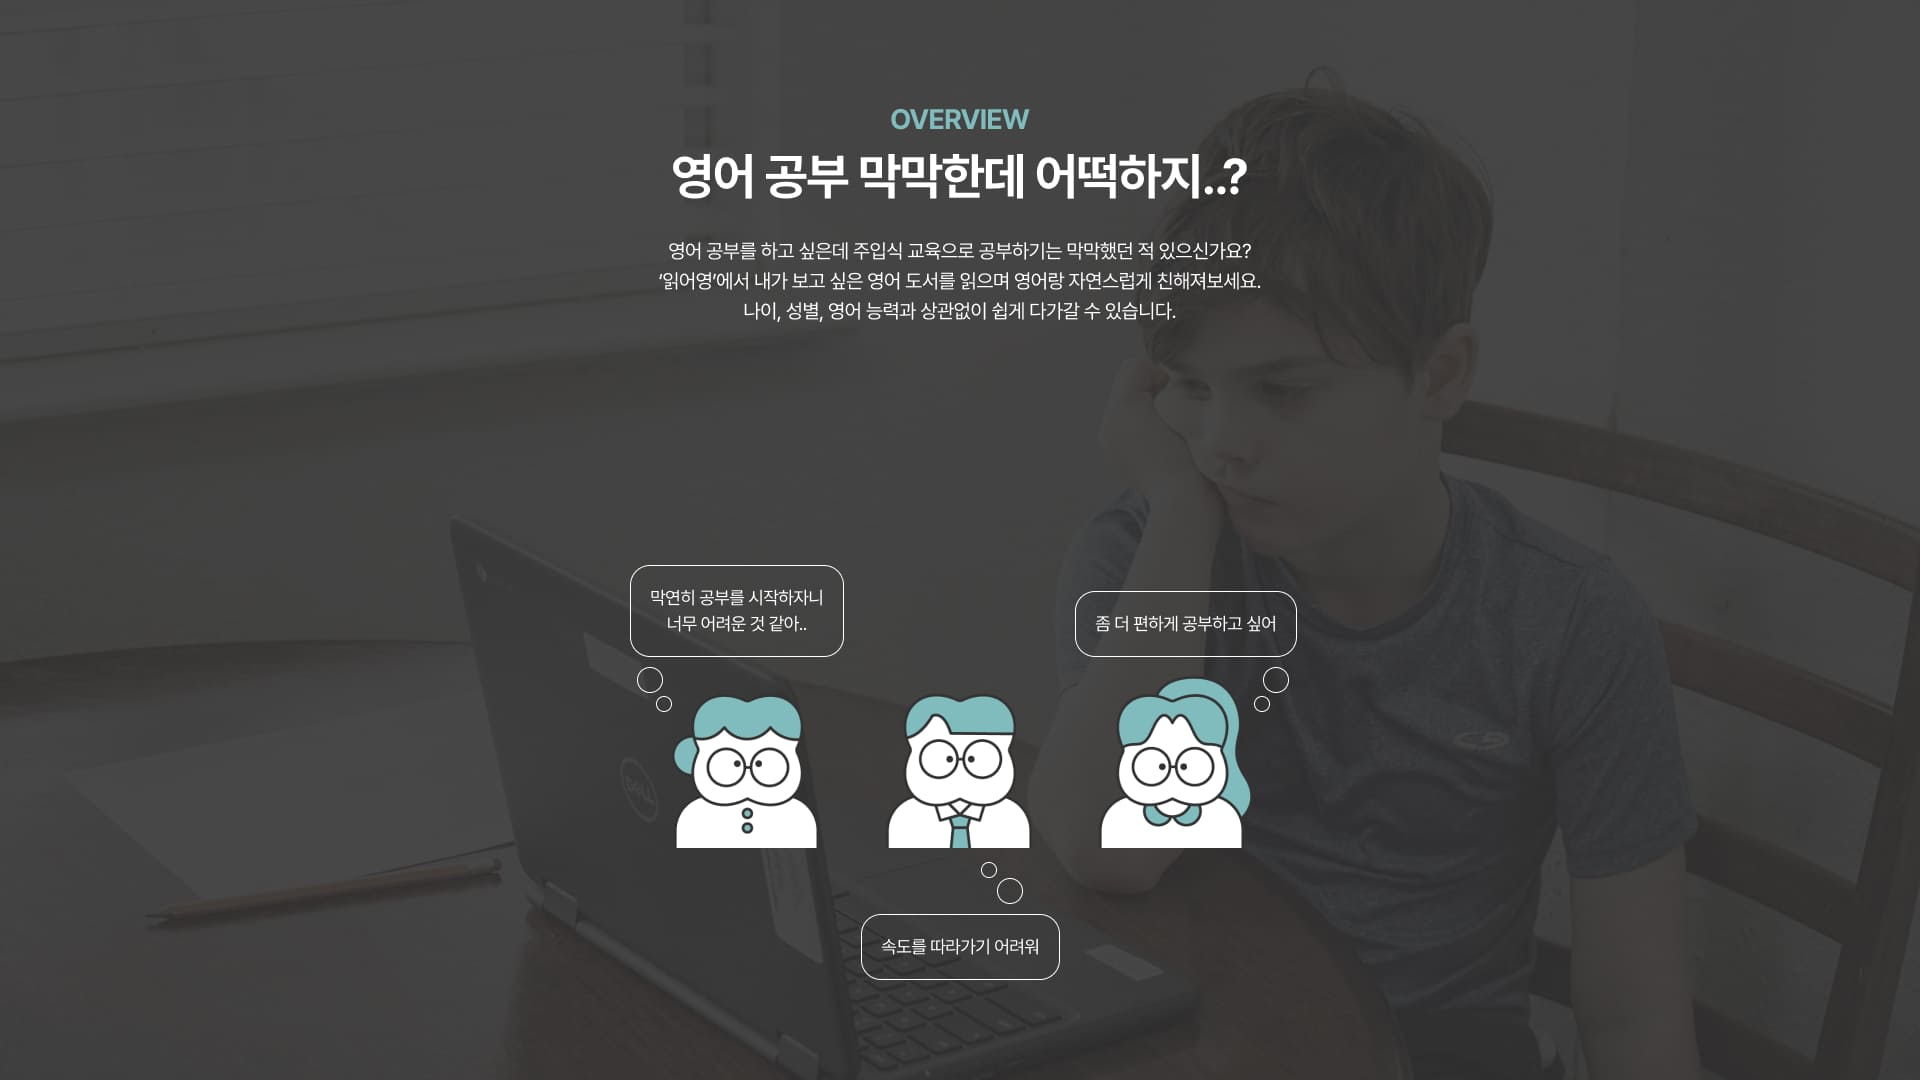 OVERVIEW
영어 공부 막막한데 어떡하지..?
영어 공부를 하고 싶은데 주입식 교육으로 공부하기는 막막했던 적 있으신가요?
‘읽어영’에서 내가 보고 싶은 영어 도서를 읽으며 영어랑 자연스럽게 친해져보세요.
나이, 성별, 영어 능력과 상관없이 쉽게 다가갈 수 있습니다.
막연히 공부를 시작하자니
너무 어려운 것 같아..
좀 더 편하게 공부하고 싶어
속도를 따라가기 어려워
DELL